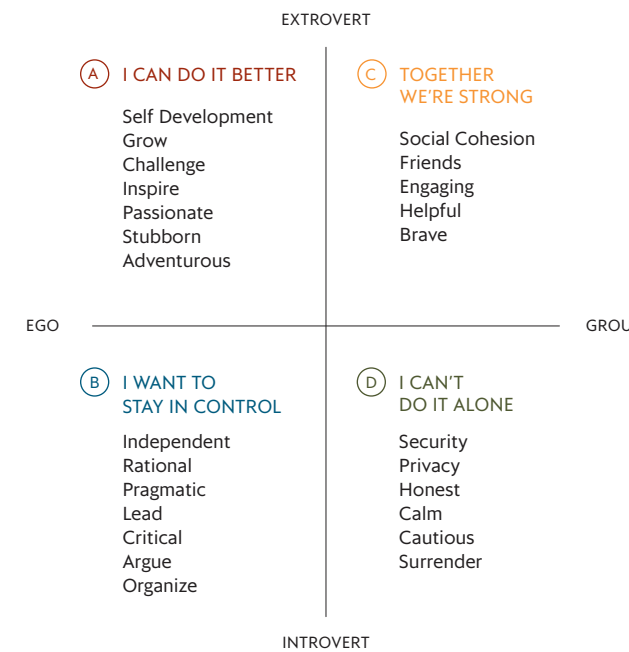 EXTROVERT
A I CAN DO IT BETTER
Self Development
Grow
Challenge
Inspire
Passionate
Stubborn
Adventurous
C TOGETHER
WE'RE STRONG
Social Cohesion
Friends
Engaging
Helpful
Brave
EGO
GROU
B I WANT TO
STAY IN CONTROL
Independent
Rational
Pragmatic
Lead
Critical
Argue
Organize
D I CAN'T
DO IT ALONE
Security
Privacy
Honest
Calm
Cautious
Surrender
INTROVERT